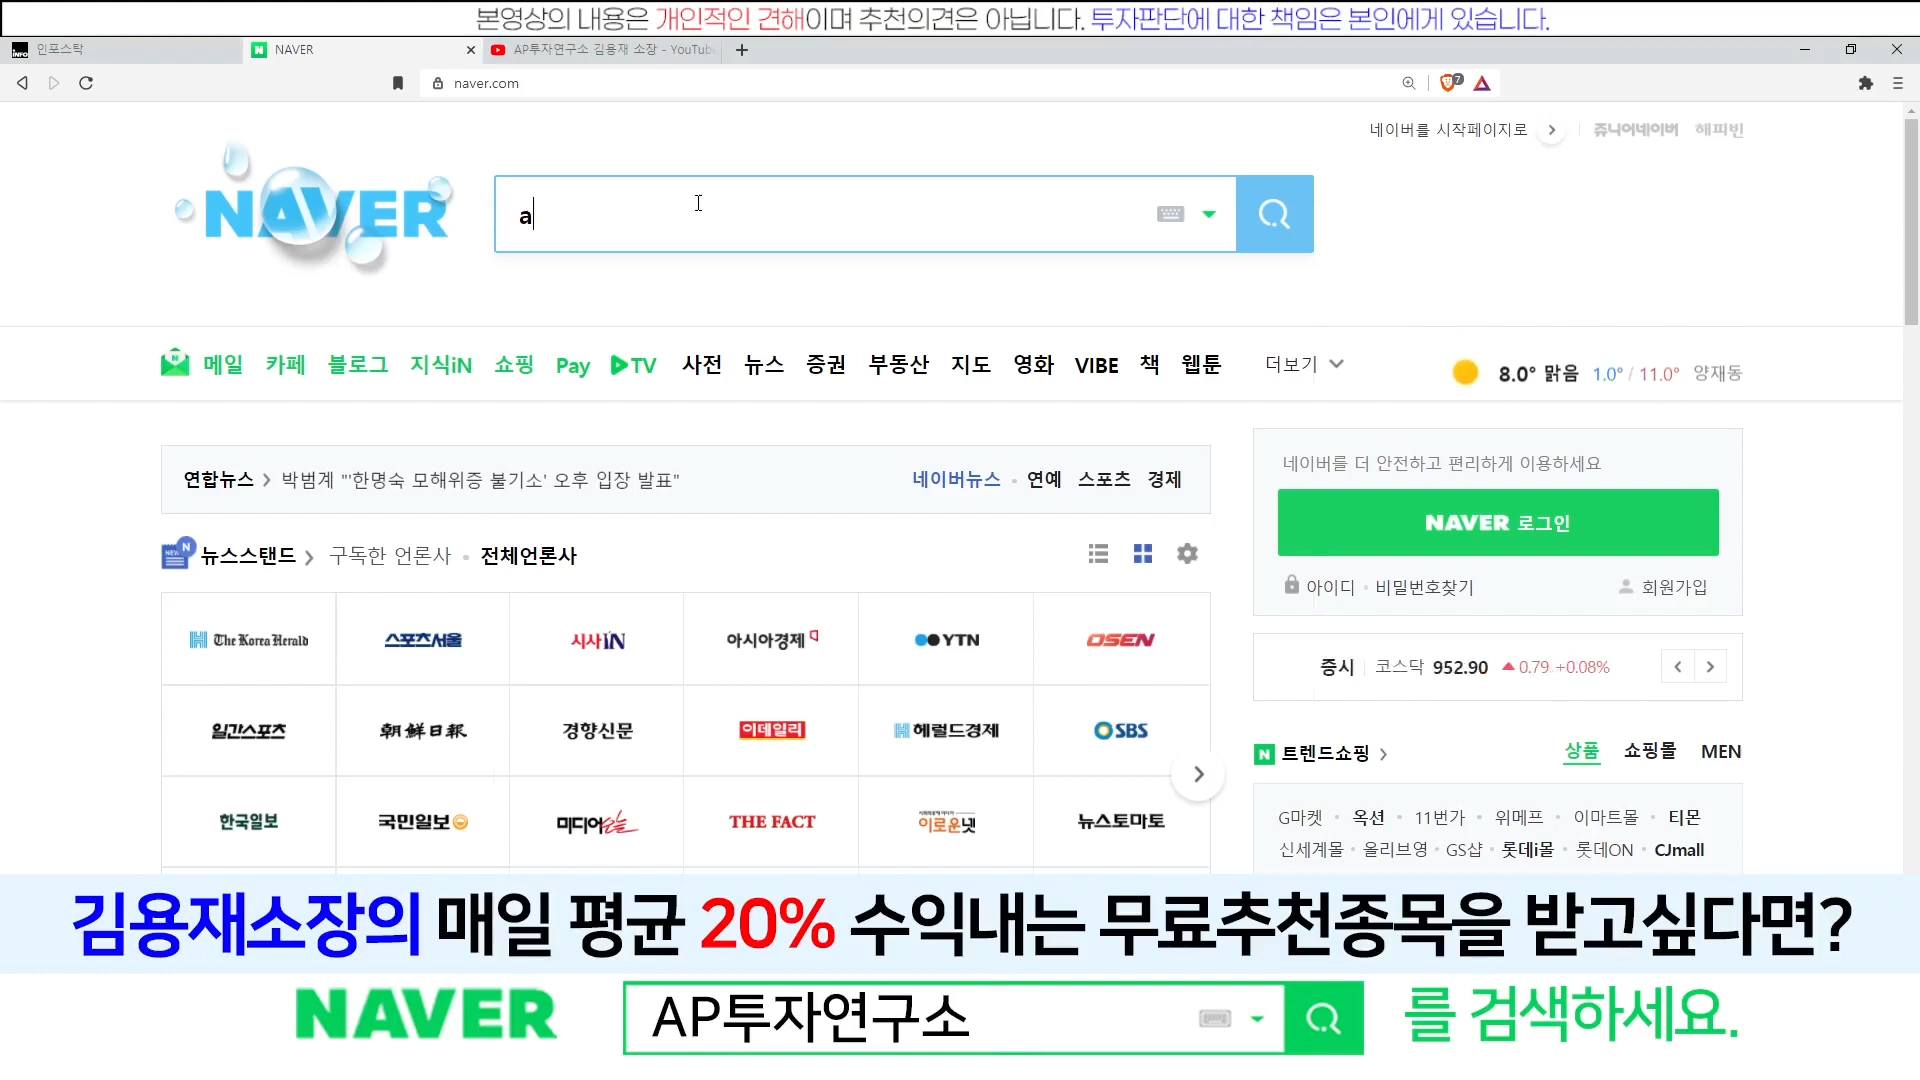 본영상의 내용은 개인적인 견해이며 추천의견은 아닙니다. 투자판단에 대한 책임은 본인에게 있습니다.
인포스탁 NAVER AP투자연구소 김용재 소장 - YouTube
naver.com 7
네이버를 시작페이지로 쥬니어네이버 해피빈
NAVER
a
메일 카페 블로그 지식iN 쇼핑 Pay TV 사전 뉴스 증권 부동산 지도 영화 VIBE 책 웹툰 더보기
8.0° 맑음 1.0° / 11.0° 양재동
연합뉴스 박범계 "'한명숙 모해위증 불기소' 오후 입장 발표" 네이버뉴스 연예 스포츠 경제
네이버를 더 안전하고 편리하게 이용하세요
NAVER 로그인
아이디 비밀번호찾기 회원가입
뉴스스탠드 구독한 언론사 전체언론사
The Korea Herald 스포츠서울 시사IN 아시아경제 YTN OSEN
일간스포츠 朝鮮日報 경향신문 이데일리 헤럴드경제 SBS
한국일보 국민일보 미디어오늘 THE FACT 이로운넷 뉴스토마토
증시 코스닥 952.90 0.79 +0.08%
트렌드쇼핑 상품 쇼핑몰 MEN
G마켓 옥션 11번가 위메프 이마트몰 티몬
신세계몰 올리브영 GS샵 롯데i몰 롯데ON CJmall
김용재소장의 매일 평균 20% 수익내는 무료추천종목을 받고싶다면?
NAVER AP투자연구소 를 검색하세요.